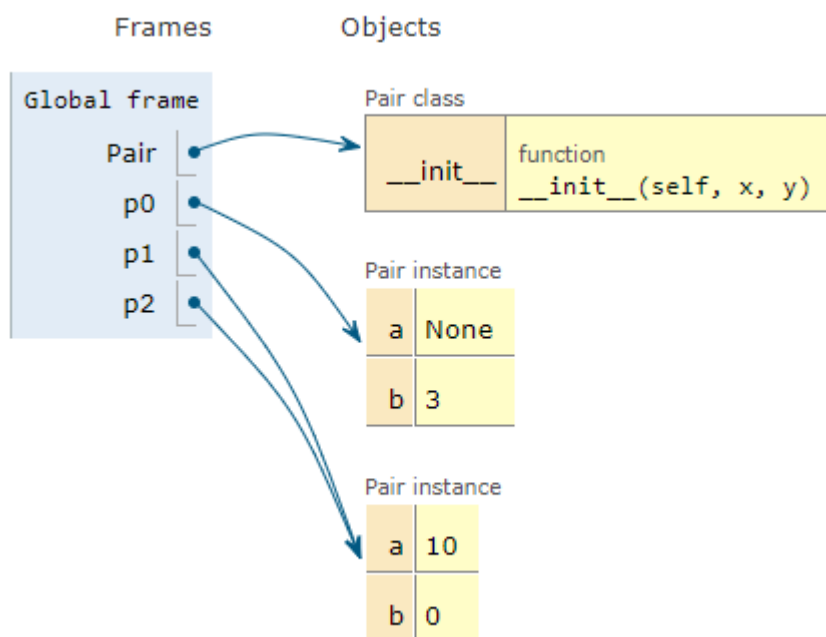 Frames Objects
Global frame
Pair
p0
p1
p2
Pair class
__init__ function
__init__(self, x, y)
Pair instance
a None
b 3
Pair instance
a 10
b 0